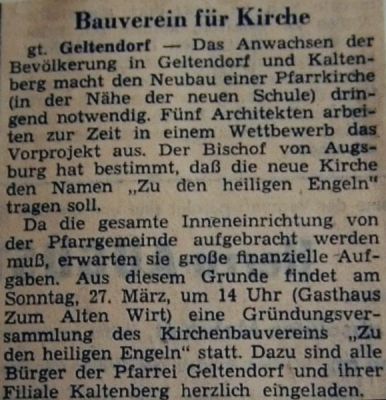 Bauverein für Kirche
gt. Geltendorf — Das Anwachsen der
Bevölkerung in Geltendorf und Kalten-
berg macht den Neubau einer Pfarrkirche
(in der Nähe der neuen Schule) drin-
gend notwendig. Fünf Architekten arbei-
ten zur Zeit in einem Wettbewerb das
Vorprojekt aus. Der Bischof von Augs-
burg hat bestimmt, daß die neue Kirche
den Namen „Zu den heiligen Engeln"
tragen soll.
Da die gesamte Inneneinrichtung von
der Pfarrgemeinde aufgebracht werden
muß, erwarten sie große finanzielle Auf-
gaben. Aus diesem Grunde findet am
Sonntag, 27. März, um 14 Uhr (Gasthaus
Zum Alten Wirt) eine Gründungsver-
sammlung des Kirchenbauvereins „Zu
den heiligen Engeln" statt. Dazu sind alle
Bürger der Pfarrei Geltendorf und ihrer
Filiale Kaltenberg herzlich eingeladen.